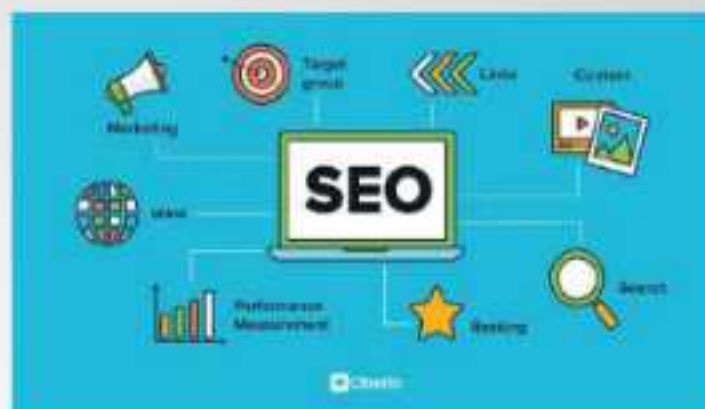 Target
group
Links
Content
Marketing
SEO
Search
Performance
Measurement
Ranking